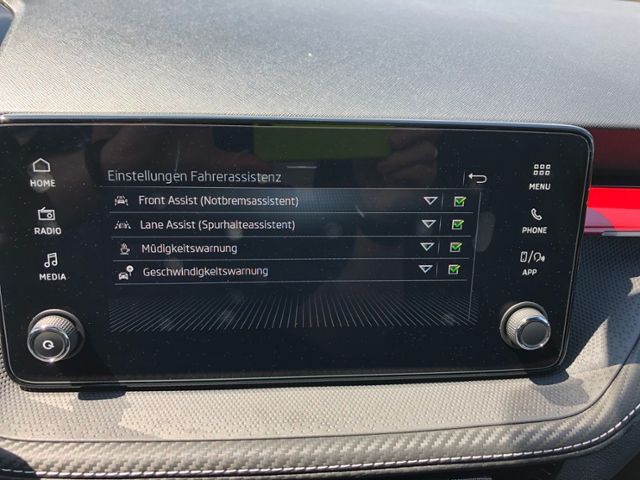 Einstellungen Fahrerassistenz
HOME
RADIO
MEDIA
Front Assist (Notbremsassistent)
Lane Assist (Spurhalteassistent)
Müdigkeitswarnung
Geschwindigkeitswarnung
MENU
PHONE
APP